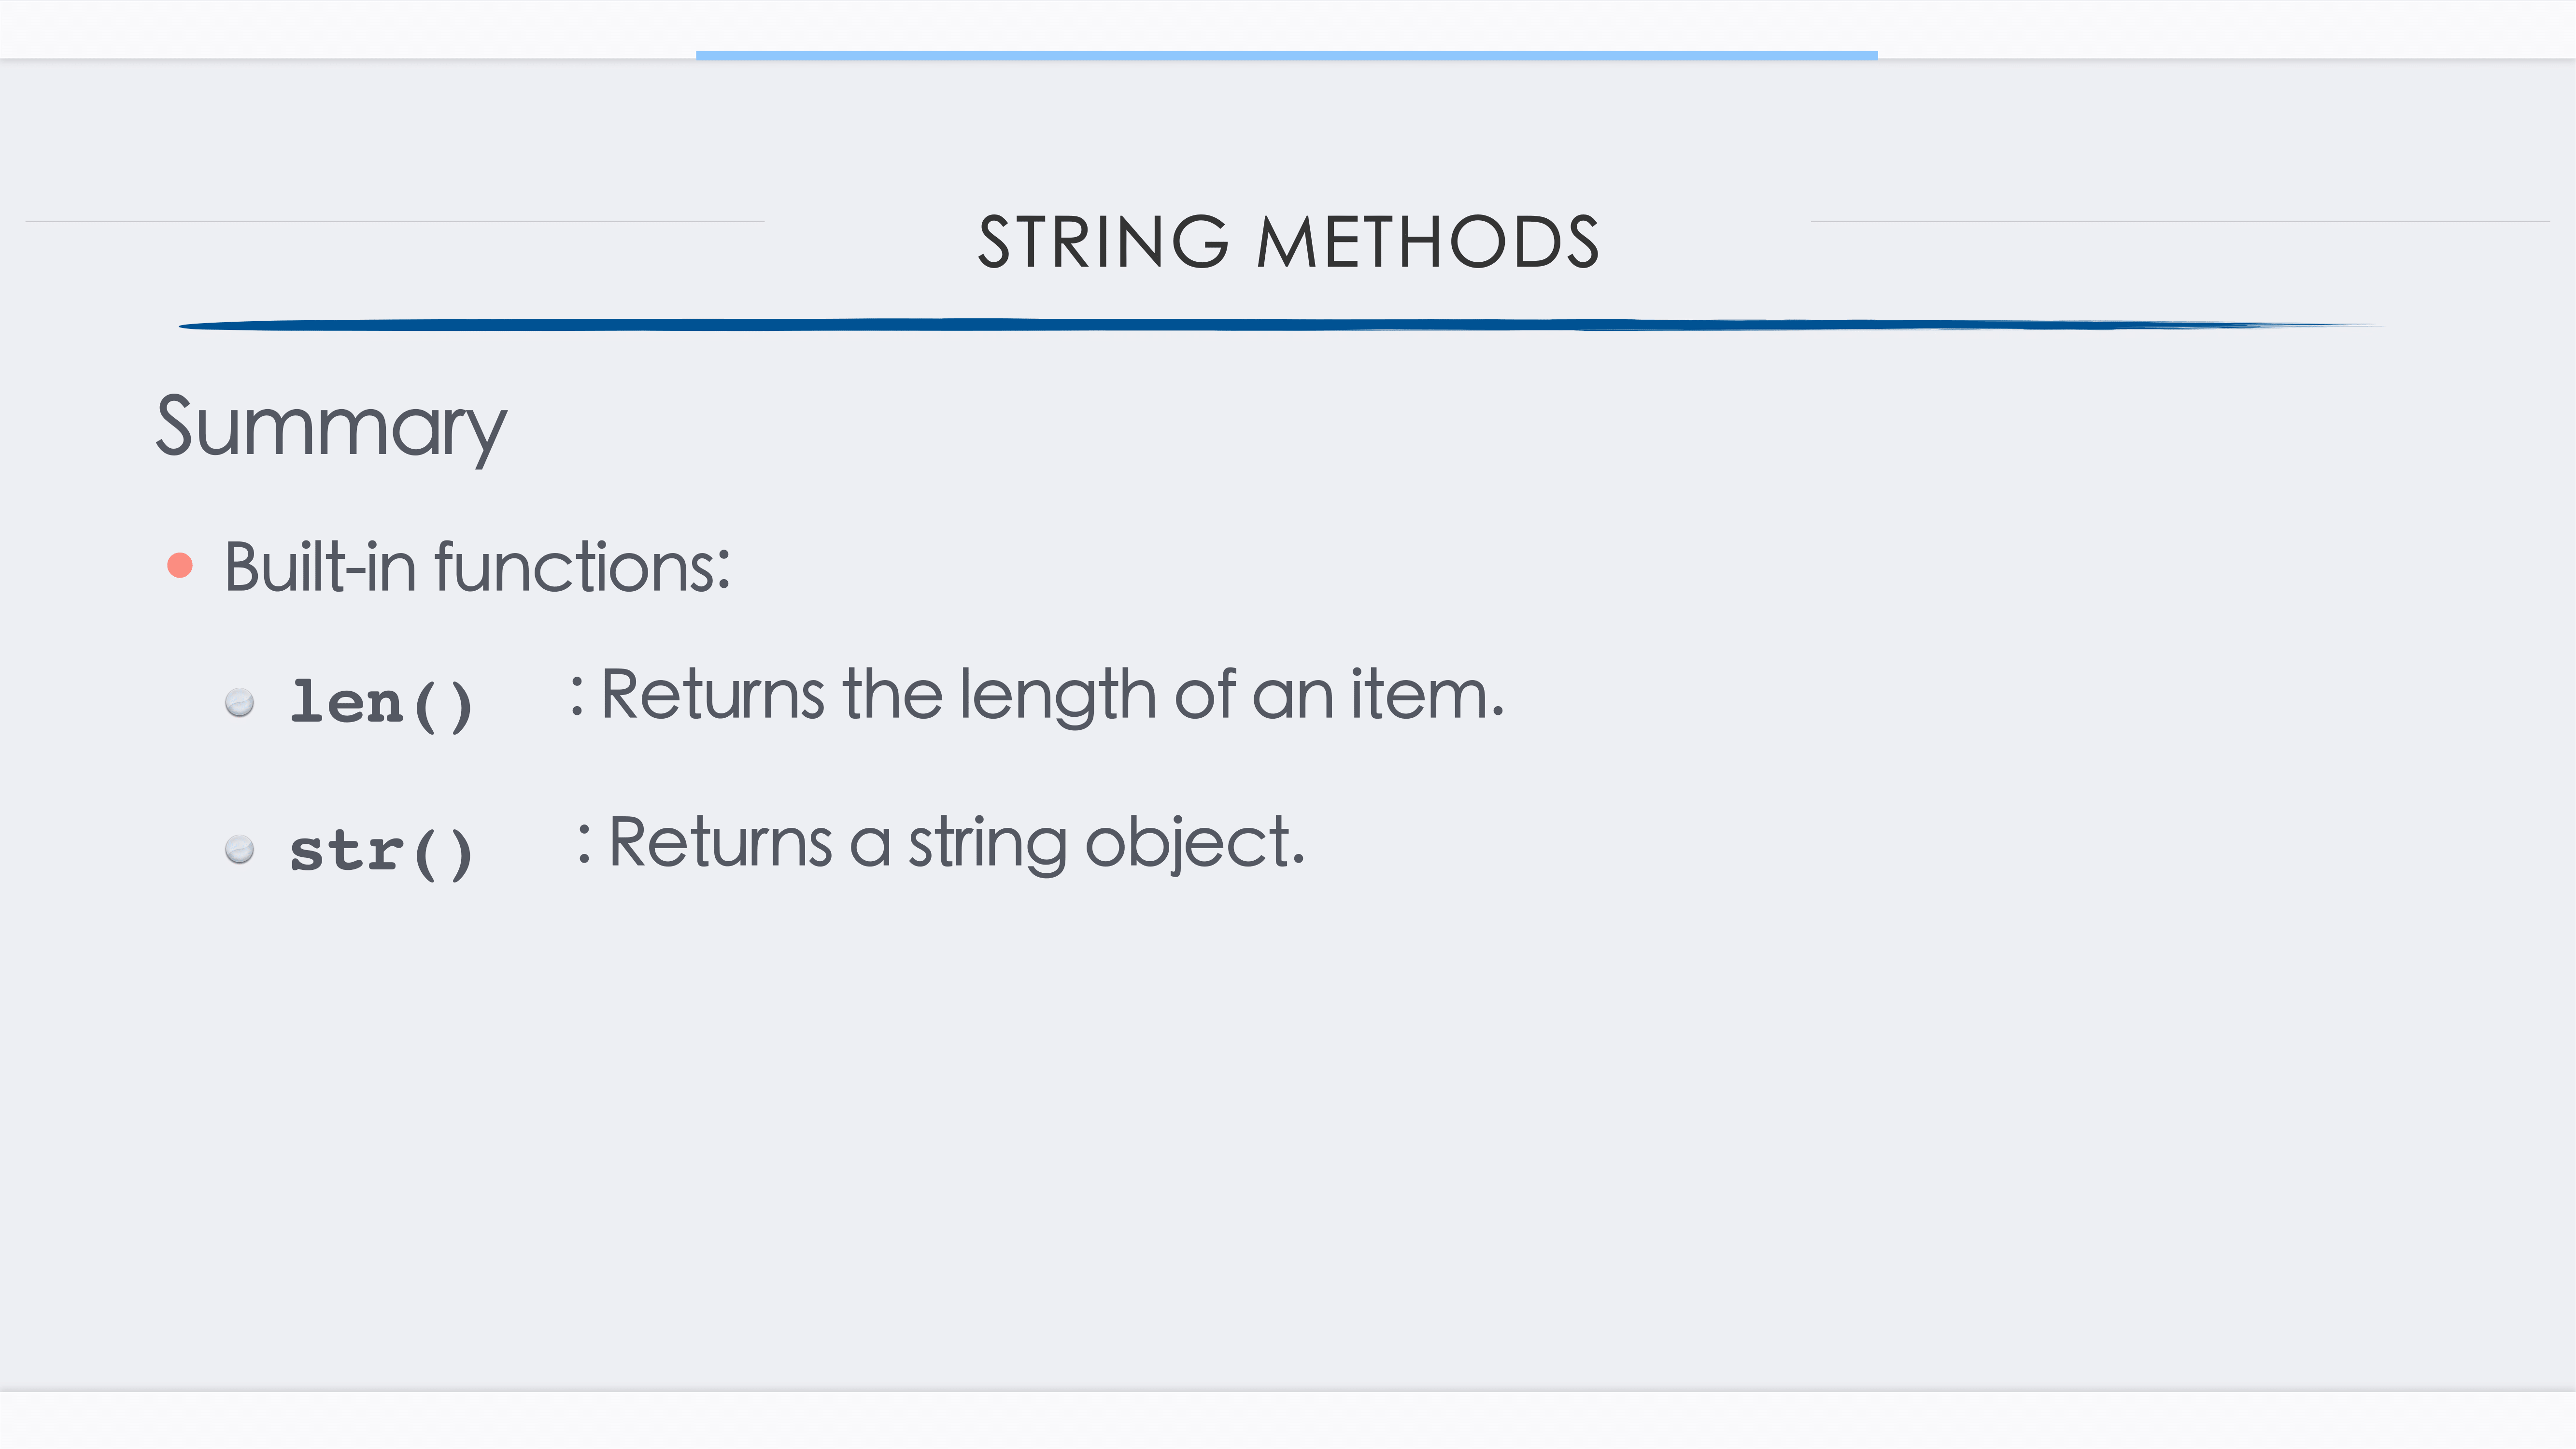 STRING METHODS
Summary
Built-in functions:
len() : Returns the length of an item.
str() : Returns a string object.